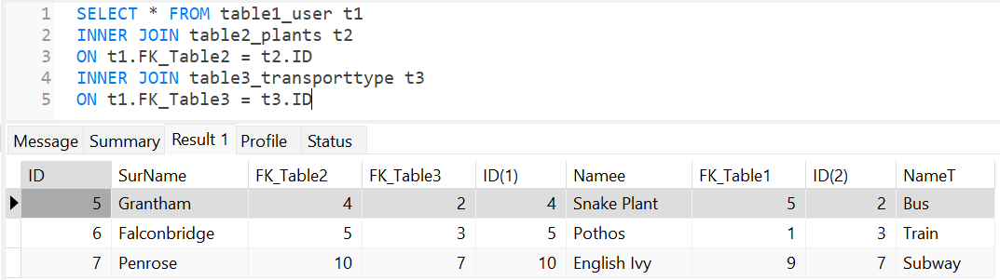 1 SELECT * FROM table1_user t1
2 INNER JOIN table2_plants t2
3 ON t1.FK_Table2 = t2.ID
4 INNER JOIN table3_transporttype t3
5 ON t1.FK_Table3 = t3.ID
Message Summary Result 1 Profile Status
ID SurName FK_Table2 FK_Table3 ID(1) Namee FK_Table1 ID(2) NameT
5 Grantham 4 2 4 Snake Plant 5 2 Bus
6 Falconbridge 5 3 5 Pothos 1 3 Train
7 Penrose 10 7 10 English Ivy 9 7 Subway